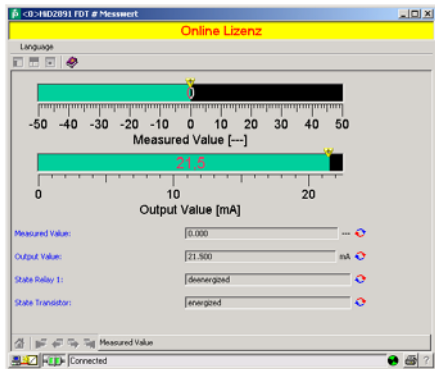 <0>HiD2891 FDT # Messwert
Online Lizenz
Language
0
-50 -40 -30 -20 -10 0 10 20 30 40 50
Measured Value [---]
21.5
0 10 20
Output Value [mA]
Measured Value: 0.000 ---
Output Value: 21.500 mA
State Relay 1: deenergized
State Transistor: energized
Measured Value
Connected
?